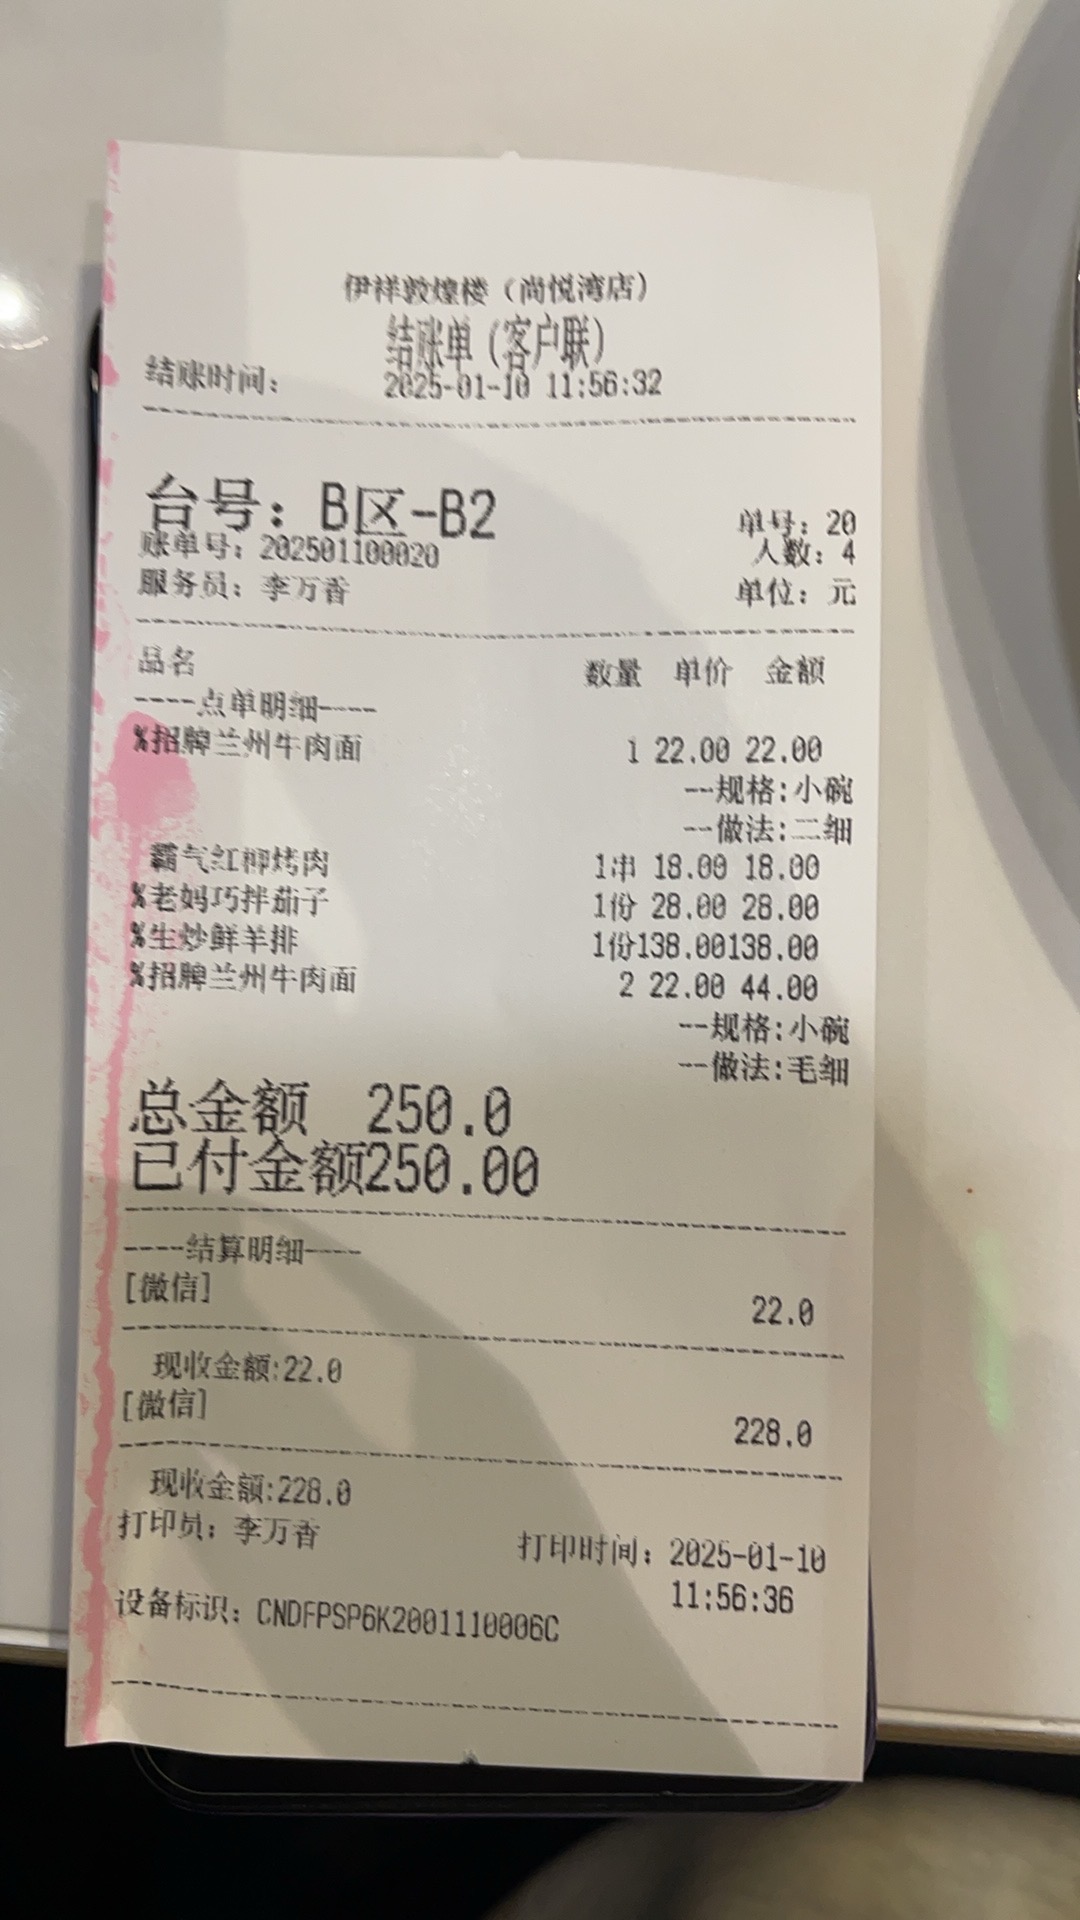 伊祥敦煌楼（尚悦湾店）
结账单（客户联）
结账时间： 2025-01-10 11:56:32
台号：B区-B2
单号：20
账单号：202501100020
人数：4
服务员：李万香
单位：元
品名 数量 单价 金额
----点单明细----
%招牌兰州牛肉面 1 22.00 22.00
--规格:小碗
--做法:二细
霸气红柳烤肉 1串 18.00 18.00
%老妈巧拌茄子 1份 28.00 28.00
%生炒鲜羊排 1份138.00138.00
%招牌兰州牛肉面 2 22.00 44.00
--规格:小碗
--做法:毛细
总金额 250.0
已付金额250.00
----结算明细----
[微信] 22.0
现收金额:22.0
[微信] 228.0
现收金额:228.0
打印员：李万香 打印时间：2025-01-10
11:56:36
设备标识：CNDFPSP6K2001110006C